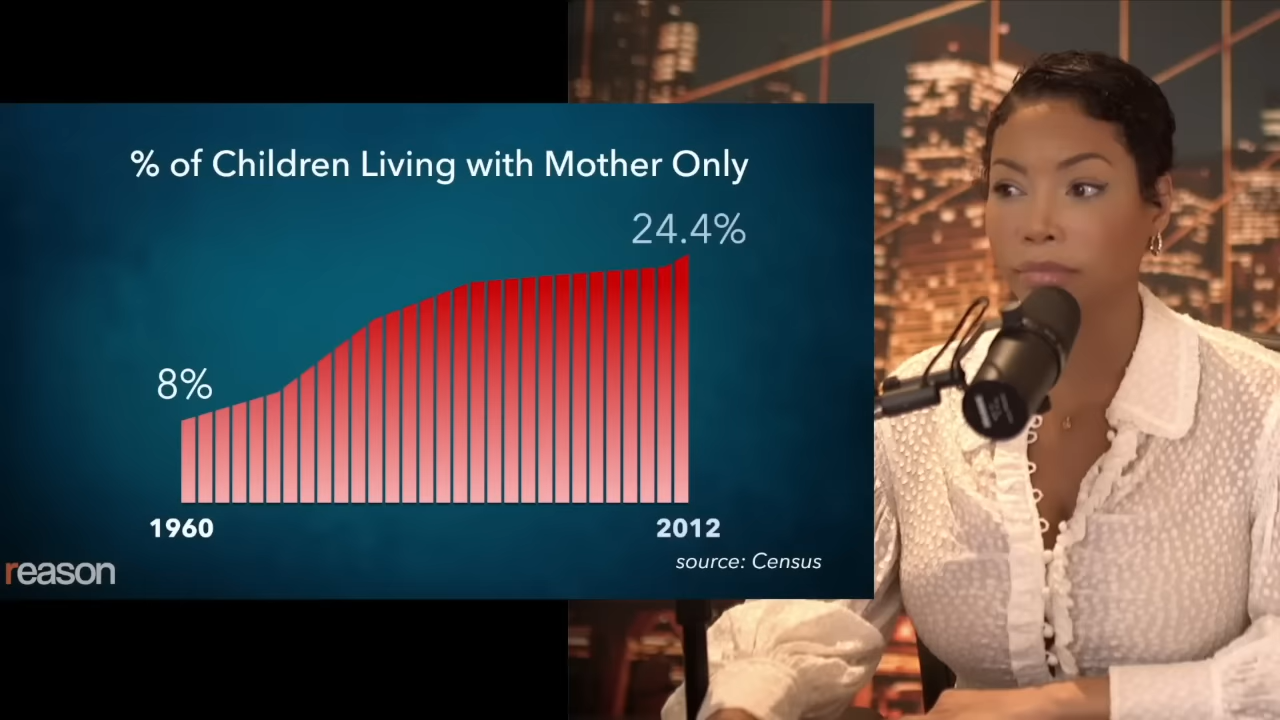 % of Children Living with Mother Only
24.4%
8%
1960
2012
source: Census
reason